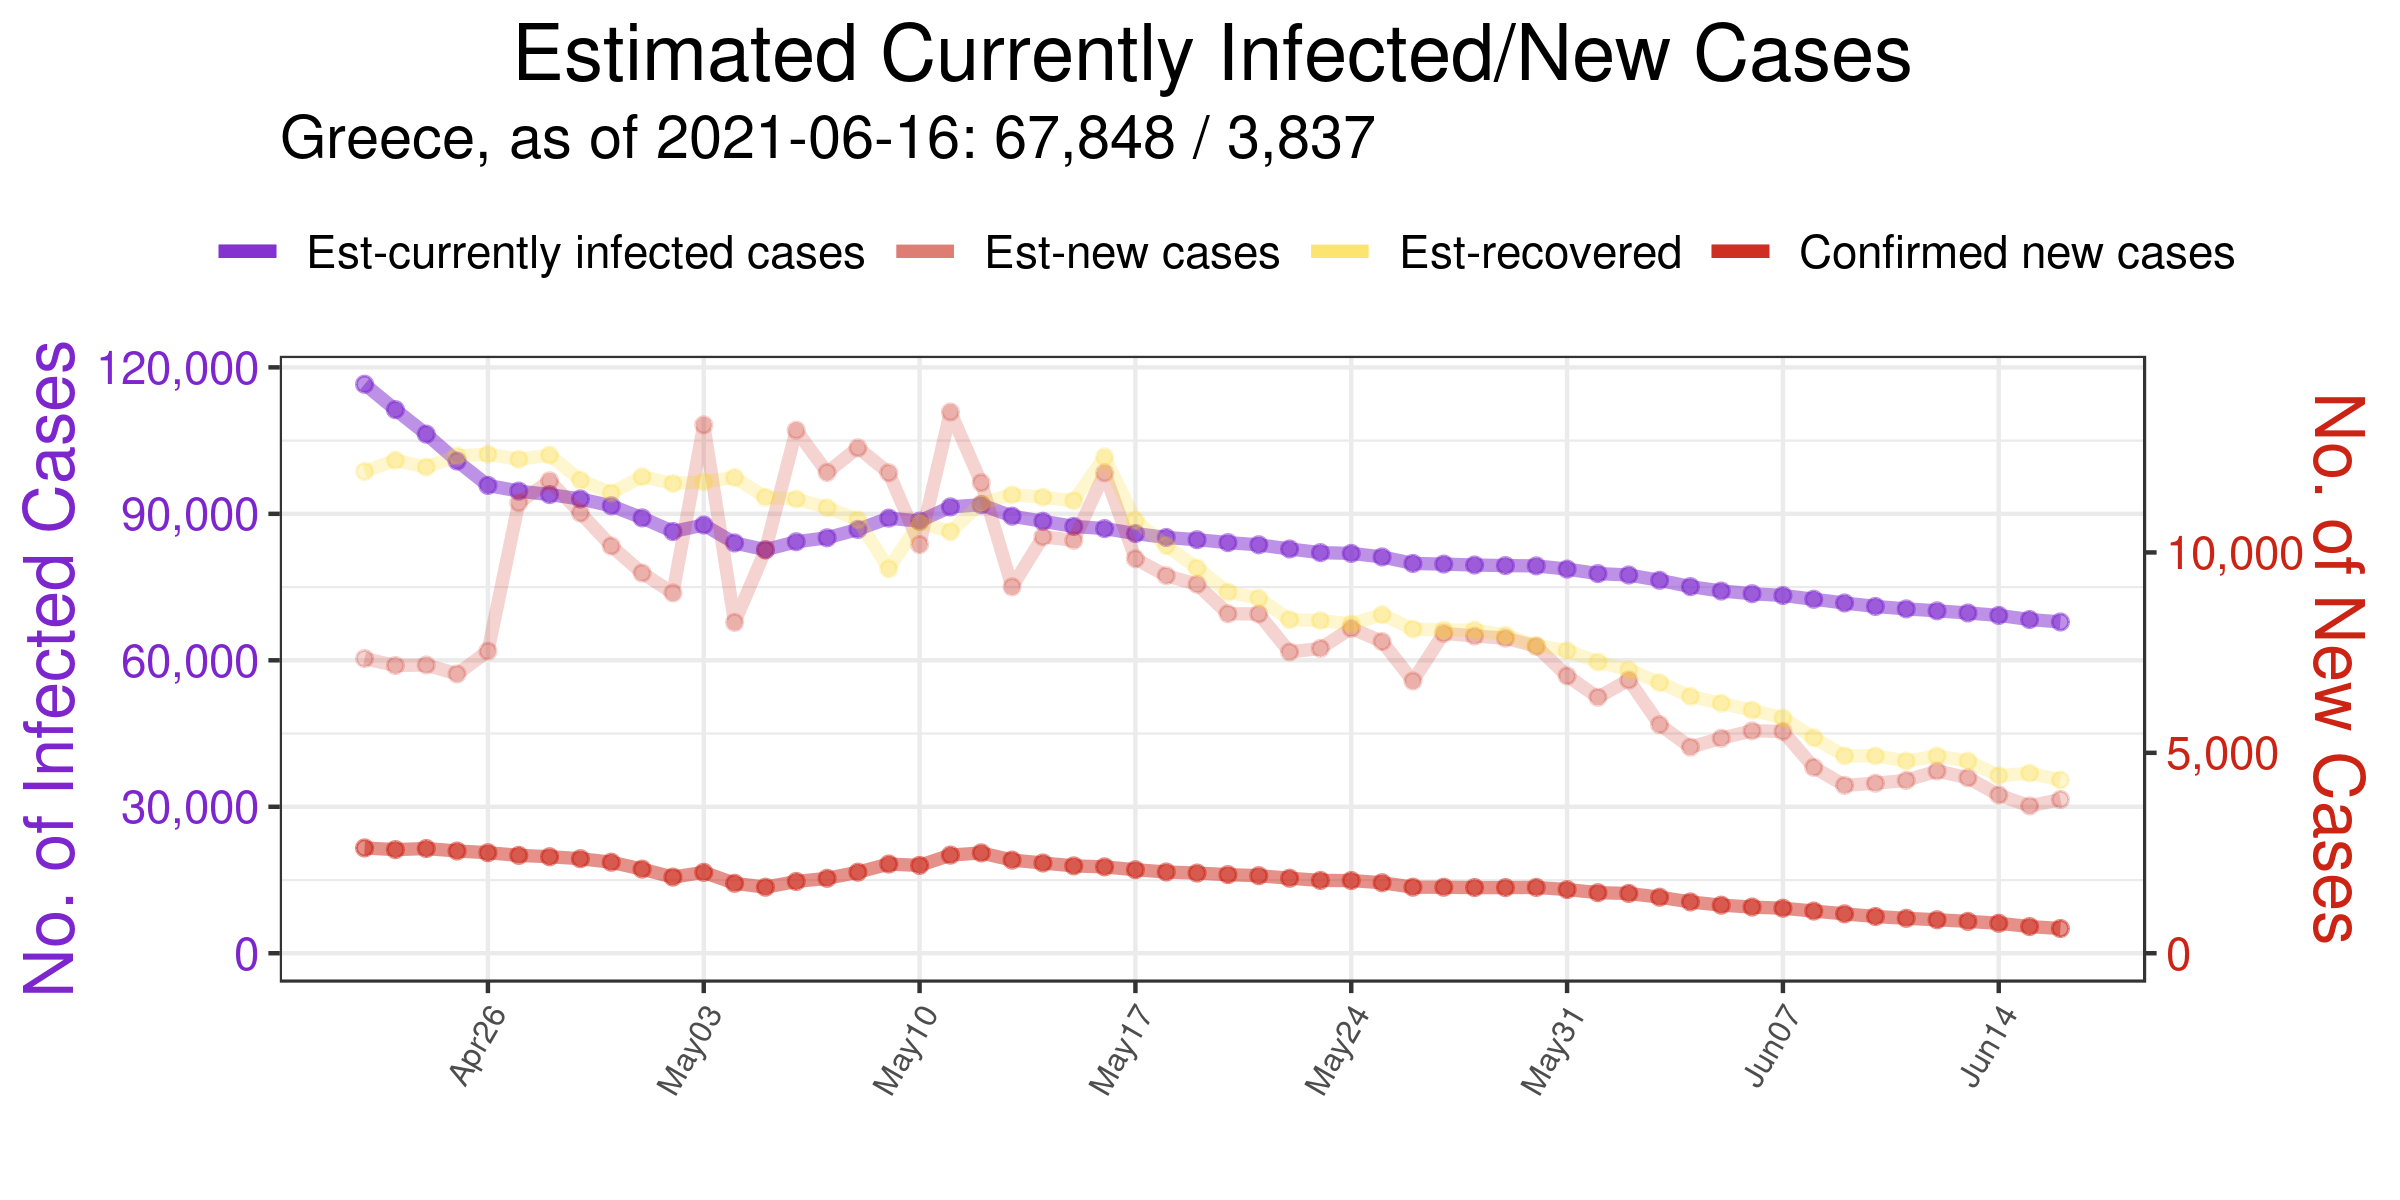 Estimated Currently Infected/New Cases
Greece, as of 2021-06-16: 67,848 / 3,837
Est-currently infected cases Est-new cases Est-recovered Confirmed new cases
No. of Infected Cases
120,000
90,000
60,000
30,000
0
10,000
5,000
0
No. of New Cases
Apr26 May03 May10 May17 May24 May31 Jun07 Jun14